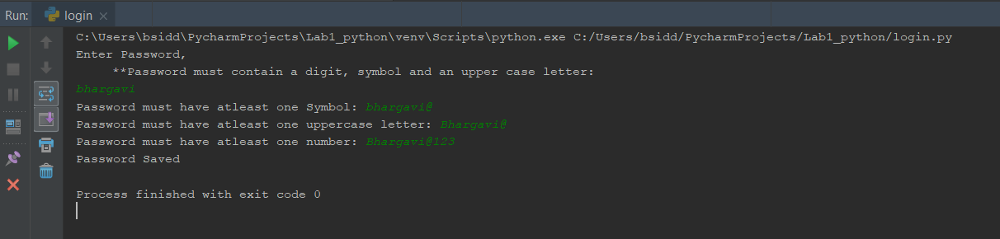 Run: login ×
C:\Users\bsidd\PycharmProjects\Lab1_python\venv\Scripts\python.exe C:/Users/bsidd/PycharmProjects/Lab1_python/login.py
Enter Password,
**Password must contain a digit, symbol and an upper case letter:
bhargavi
Password must have atleast one Symbol: bhargavi@
Password must have atleast one uppercase letter: Bhargavi@
Password must have atleast one number: Bhargavi@123
Password Saved
Process finished with exit code 0